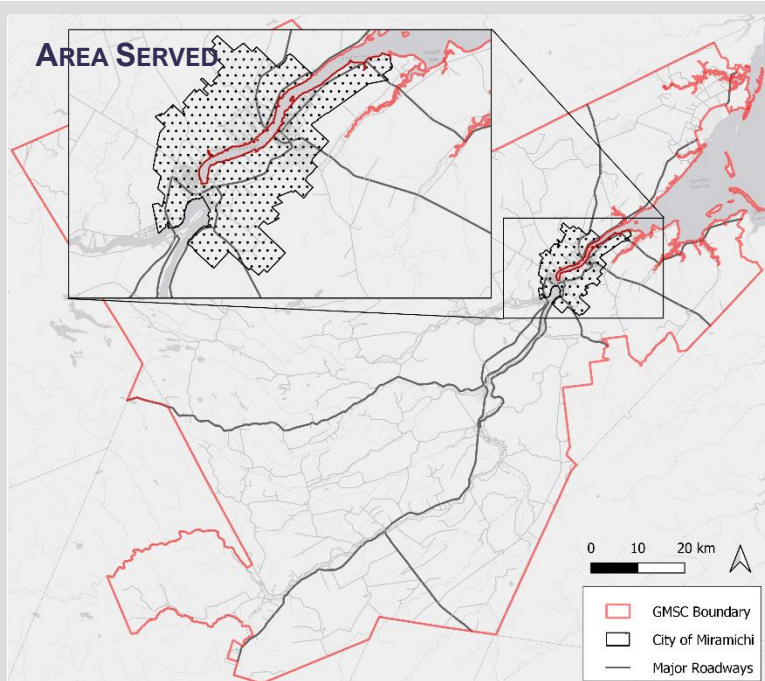 AREA SERVED
0 10 20 km
GMSC Boundary
City of Miramichi
Major Roadways